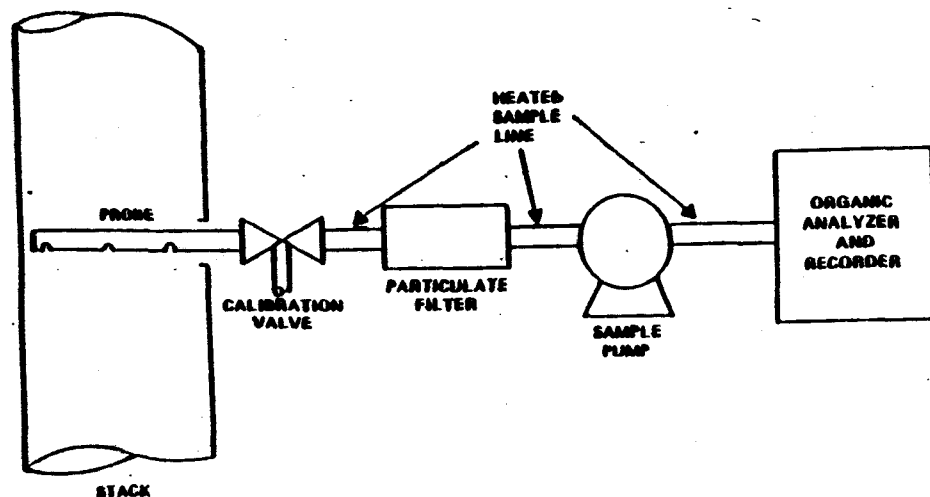 HEATED
SAMPLE
LINE
PROBE
ORGANIC
ANALYZER
AND
RECORDER
CALIBRATION
VALVE
PARTICULATE
FILTER
SAMPLE
PUMP
STACK